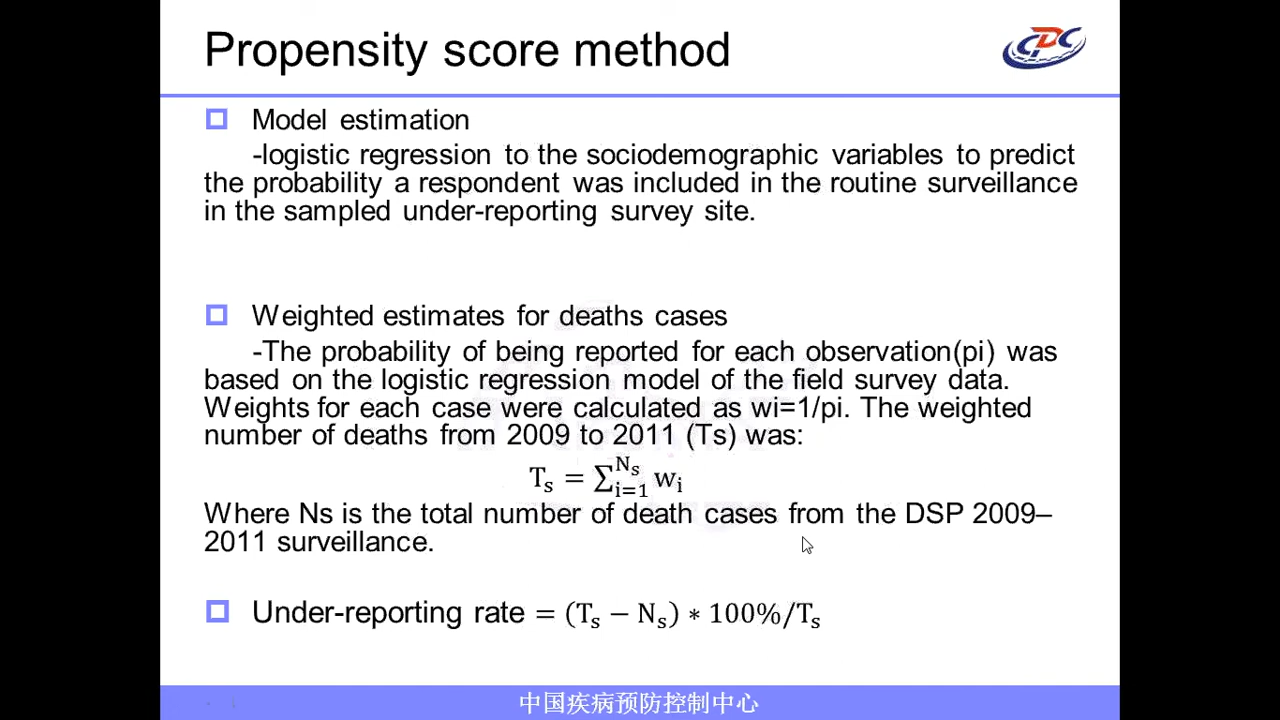 Propensity score method
CDC
Model estimation
-logistic regression to the sociodemographic variables to predict
the probability a respondent was included in the routine surveillance
in the sampled under-reporting survey site.
Weighted estimates for deaths cases
-The probability of being reported for each observation(pi) was
based on the logistic regression model of the field survey data.
Weights for each case were calculated as wi=1/pi. The weighted
number of deaths from 2009 to 2011 (Ts) was:
Tₛ = ∑ᵢ₌₁^Nₛ wᵢ
Where Ns is the total number of death cases from the DSP 2009–
2011 surveillance.
Under-reporting rate = (Tₛ − Nₛ) ∗ 100%/Tₛ
中国疾病预防控制中心